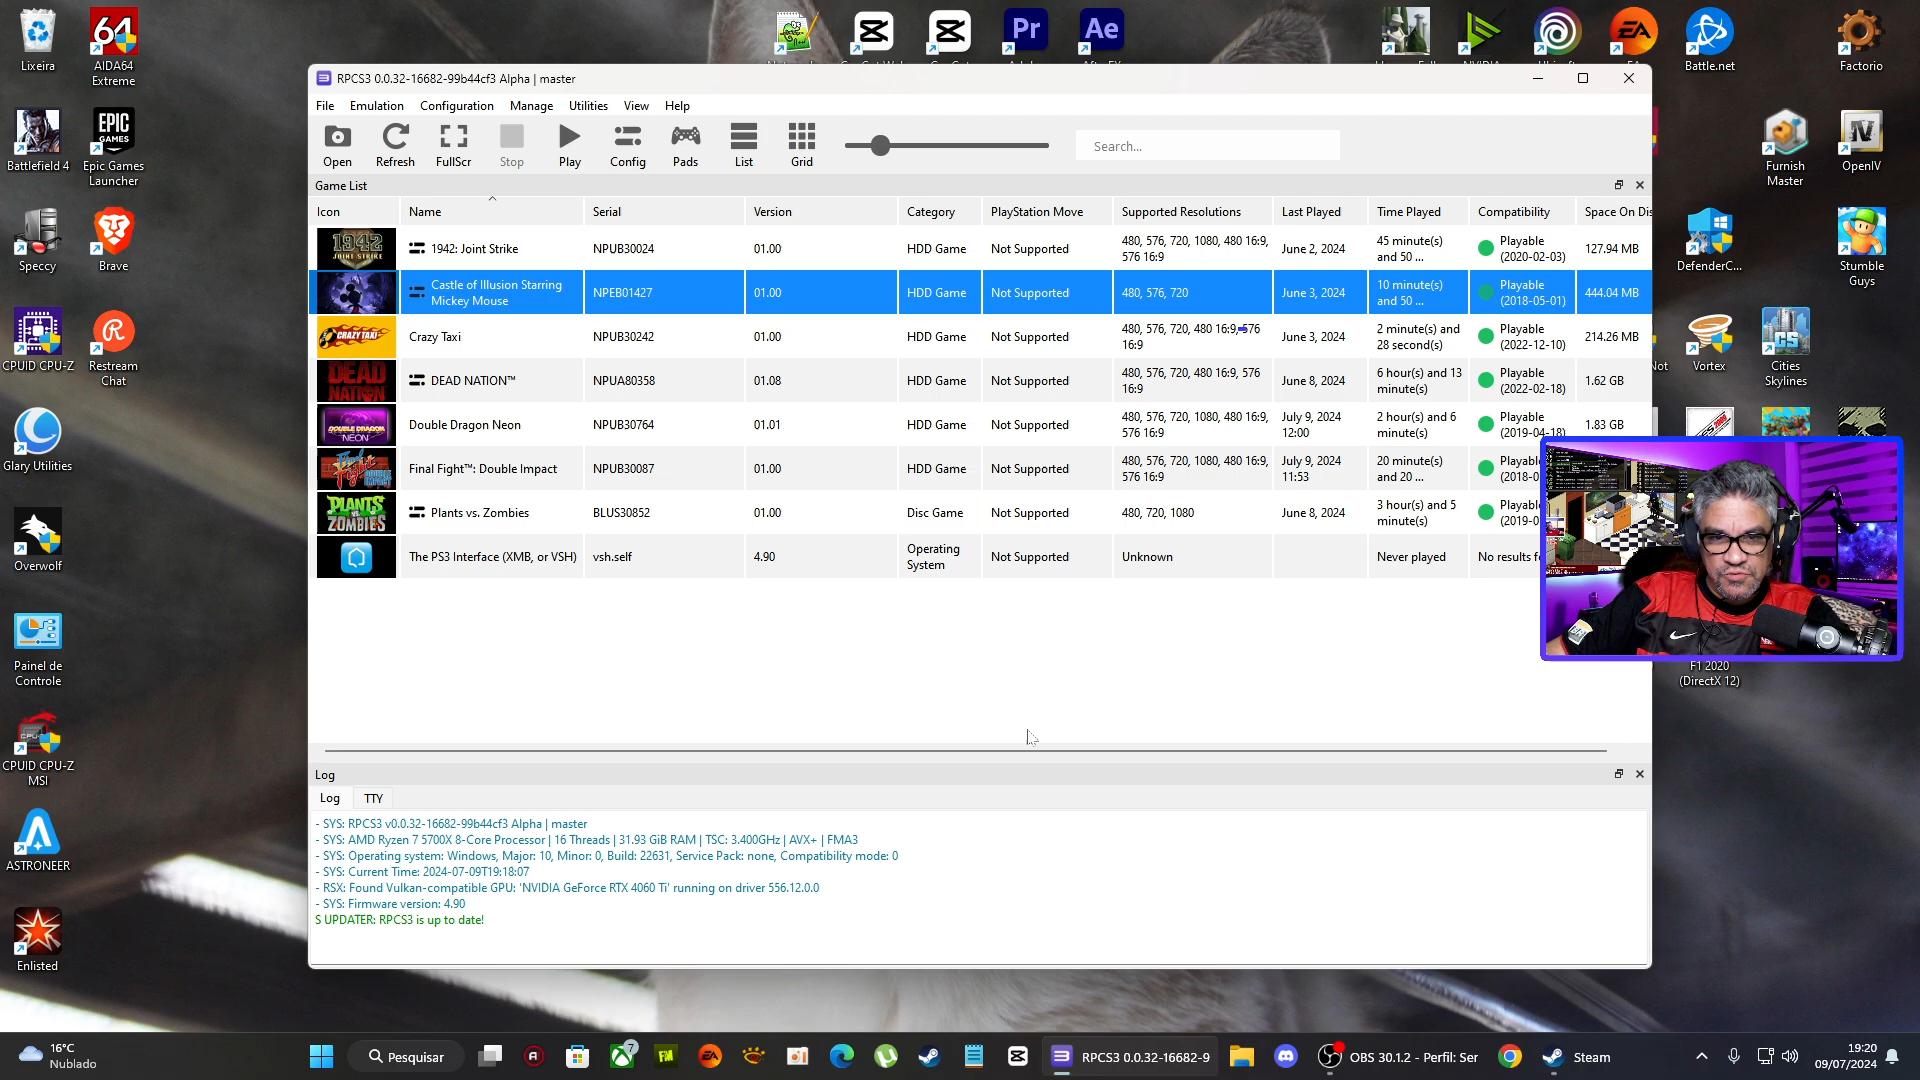 Lixeira
AIDA64
Extreme
Pr
Ae
Battle.net
Factorio
Battlefield 4
EPIC
GAMES
Epic Games
Launcher
Furnish
Master
OpenIV
Speccy
Brave
DefenderC...
Stumble
Guys
CPUID CPU-Z
Restream
Chat
Vortex
Cities
Skylines
Glary Utilities
Overwolf
Painel de
Controle
CPUID CPU-Z
MSI
ASTRONEER
Enlisted
F1 2020
(DirectX 12)
RPCS3 0.0.32-16682-99b44cf3 Alpha | master
File Emulation Configuration Manage Utilities View Help
Open Refresh FullScr Stop Play Config Pads List Grid Search...
Game List
Icon Name Serial Version Category PlayStation Move Supported Resolutions Last Played Time Played Compatibility Space On Dis
1942: Joint Strike NPUB30024 01.00 HDD Game Not Supported 480, 576, 720, 1080, 480 16:9, 576 16:9 June 2, 2024 45 minute(s) and 50 ... Playable (2020-02-03) 127.94 MB
Castle of Illusion Starring Mickey Mouse NPEB01427 01.00 HDD Game Not Supported 480, 576, 720 June 3, 2024 10 minute(s) and 50 ... Playable (2018-05-01) 444.04 MB
Crazy Taxi NPUB30242 01.00 HDD Game Not Supported 480, 576, 720, 480 16:9, 576 16:9 June 3, 2024 2 minute(s) and 28 second(s) Playable (2022-12-10) 214.26 MB
DEAD NATION™ NPUA80358 01.08 HDD Game Not Supported 480, 576, 720, 480 16:9, 576 16:9 June 8, 2024 6 hour(s) and 13 minute(s) Playable (2022-02-18) 1.62 GB
Double Dragon Neon NPUB30764 01.01 HDD Game Not Supported 480, 576, 720, 1080, 480 16:9, 576 16:9 July 9, 2024 12:00 2 hour(s) and 6 minute(s) Playable (2019-04-18) 1.83 GB
Final Fight™: Double Impact NPUB30087 01.00 HDD Game Not Supported 480, 576, 720, 1080, 480 16:9, 576 16:9 July 9, 2024 11:53 20 minute(s) and 20 ... Playabl (2018-0
Plants vs. Zombies BLUS30852 01.00 Disc Game Not Supported 480, 720, 1080 June 8, 2024 3 hour(s) and 5 minute(s) Playabl (2019-0
The PS3 Interface (XMB, or VSH) vsh.self 4.90 Operating System Not Supported Unknown Never played No results f
Log
Log TTY
- SYS: RPCS3 v0.0.32-16682-99b44cf3 Alpha | master
- SYS: AMD Ryzen 7 5700X 8-Core Processor | 16 Threads | 31.93 GiB RAM | TSC: 3.400GHz | AVX+ | FMA3
- SYS: Operating system: Windows, Major: 10, Minor: 0, Build: 22631, Service Pack: none, Compatibility mode: 0
- SYS: Current Time: 2024-07-09T19:18:07
- RSX: Found Vulkan-compatible GPU: 'NVIDIA GeForce RTX 4060 Ti' running on driver 556.12.0.0
- SYS: Firmware version: 4.90
S UPDATER: RPCS3 is up to date!
16°C
Nublado
Pesquisar
7
FM
EA
RPCS3 0.0.32-16682-9
OBS 30.1.2 - Perfil: Ser
Steam
19:20
09/07/2024